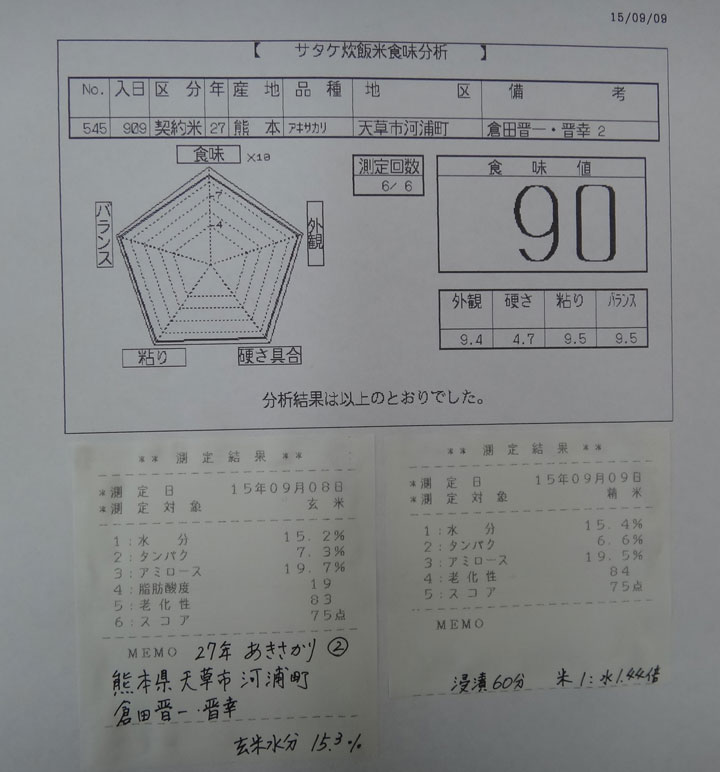 15/09/09
【 サタケ炊飯米食味分析 】
No. 入日 区分 年 産地 品種 地区 備考
545 909 契約米 27 熊本 アキサカリ 天草市河浦町 倉田晋一・晋幸 2
食味 ×10
7
4
バランス
外観
粘り
硬さ具合
測定回数
6/ 6
食味値
90
外観 硬さ 粘り バランス
9.4 4.7 9.5 9.5
分析結果は以上のとおりでした。
** 測定結果 **
*測定日 15年09月08日
*測定対象 玄米
1:水分 15.2%
2:タンパク 7.3%
3:アミロース 19.7%
4:脂肪酸度 19
5:老化性 83
6:スコア 75点
MEMO 27年 あきさかり ②
熊本県 天草市 河浦町
倉田晋一・晋幸
玄米水分 15.3%
** 測定結果 **
*測定日 15年09月09日
*測定対象 精米
1:水分 15.4%
2:タンパク 6.6%
3:アミロース 19.5%
4:老化性 84
5:スコア 75点
MEMO
浸漬60分 米1:水1.44倍